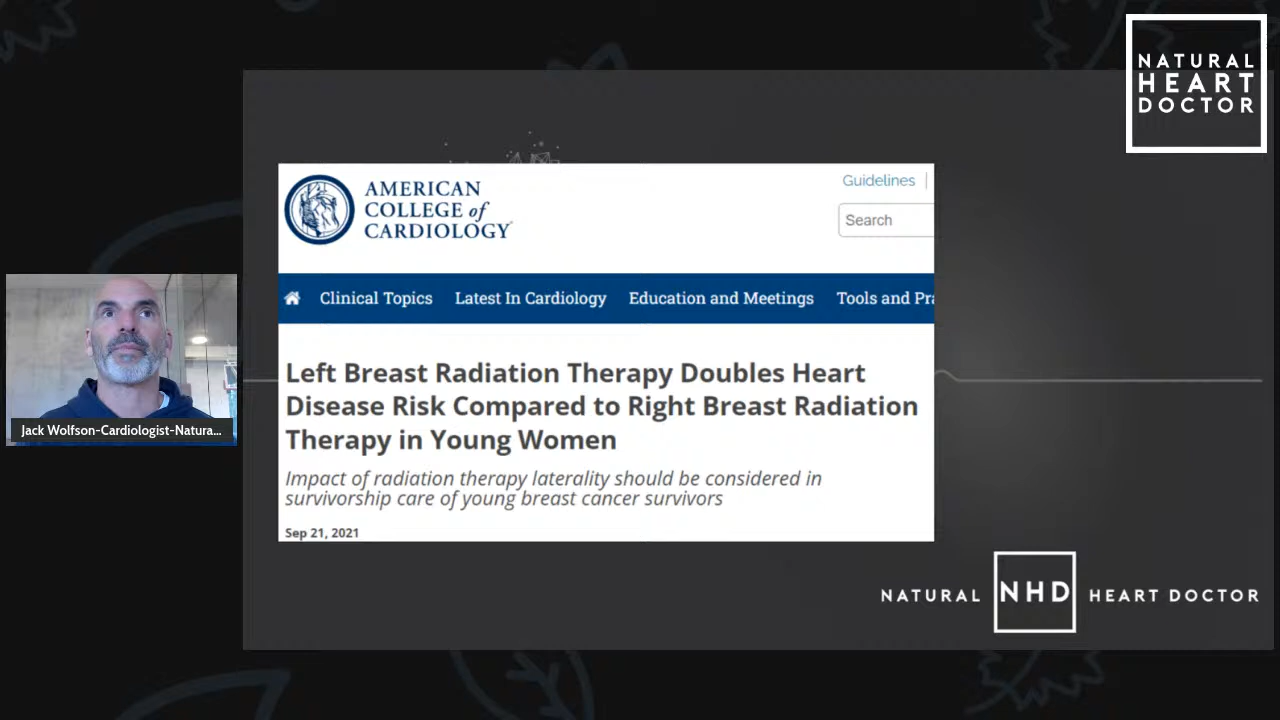 NATURAL
HEART
DOCTOR
AMERICAN
COLLEGE of
CARDIOLOGY
Guidelines
Search
Clinical Topics Latest In Cardiology Education and Meetings Tools and Pra
Left Breast Radiation Therapy Doubles Heart
Disease Risk Compared to Right Breast Radiation
Therapy in Young Women
Impact of radiation therapy laterality should be considered in
survivorship care of young breast cancer survivors
Sep 21, 2021
Jack Wolfson-Cardiologist-Natura...
NATURAL NHD HEART DOCTOR